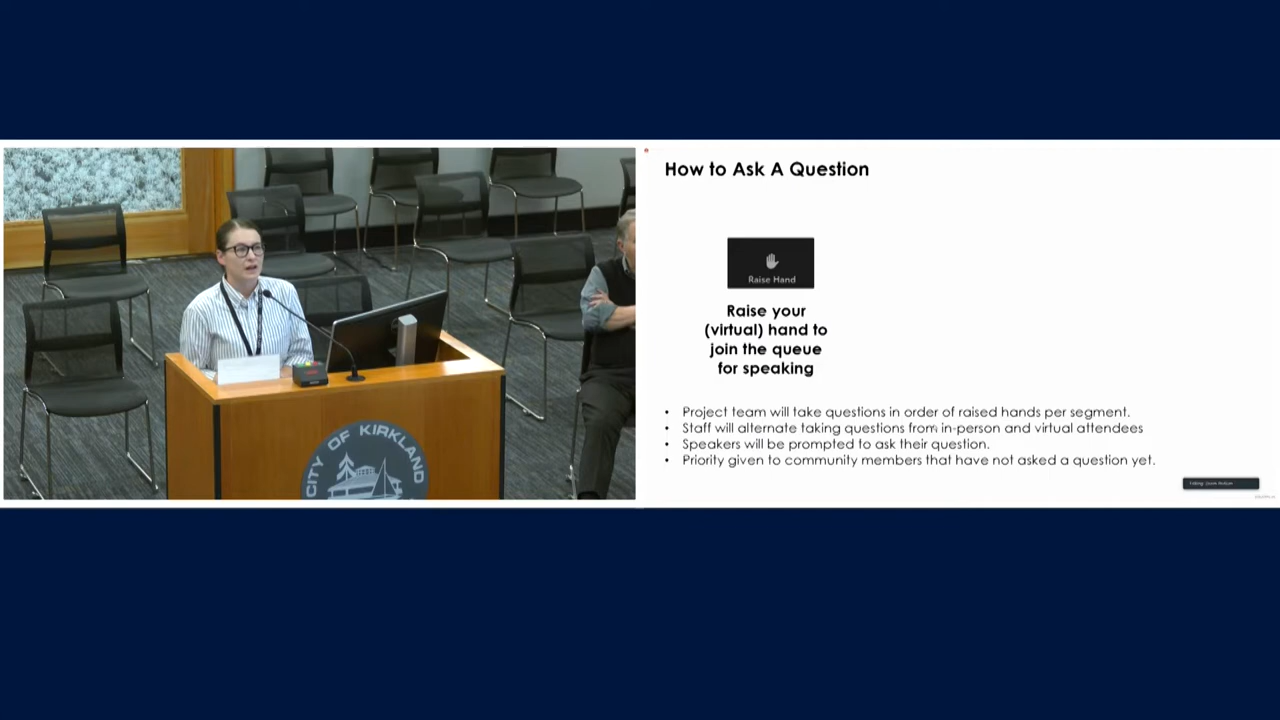 How to Ask A Question
Raise Hand
Raise your
(virtual) hand to
join the queue
for speaking
• Project team will take questions in order of raised hands per segment.
• Staff will alternate taking questions from in-person and virtual attendees
• Speakers will be prompted to ask their question.
• Priority given to community members that have not asked a question yet.
CITY OF KIRKLAND